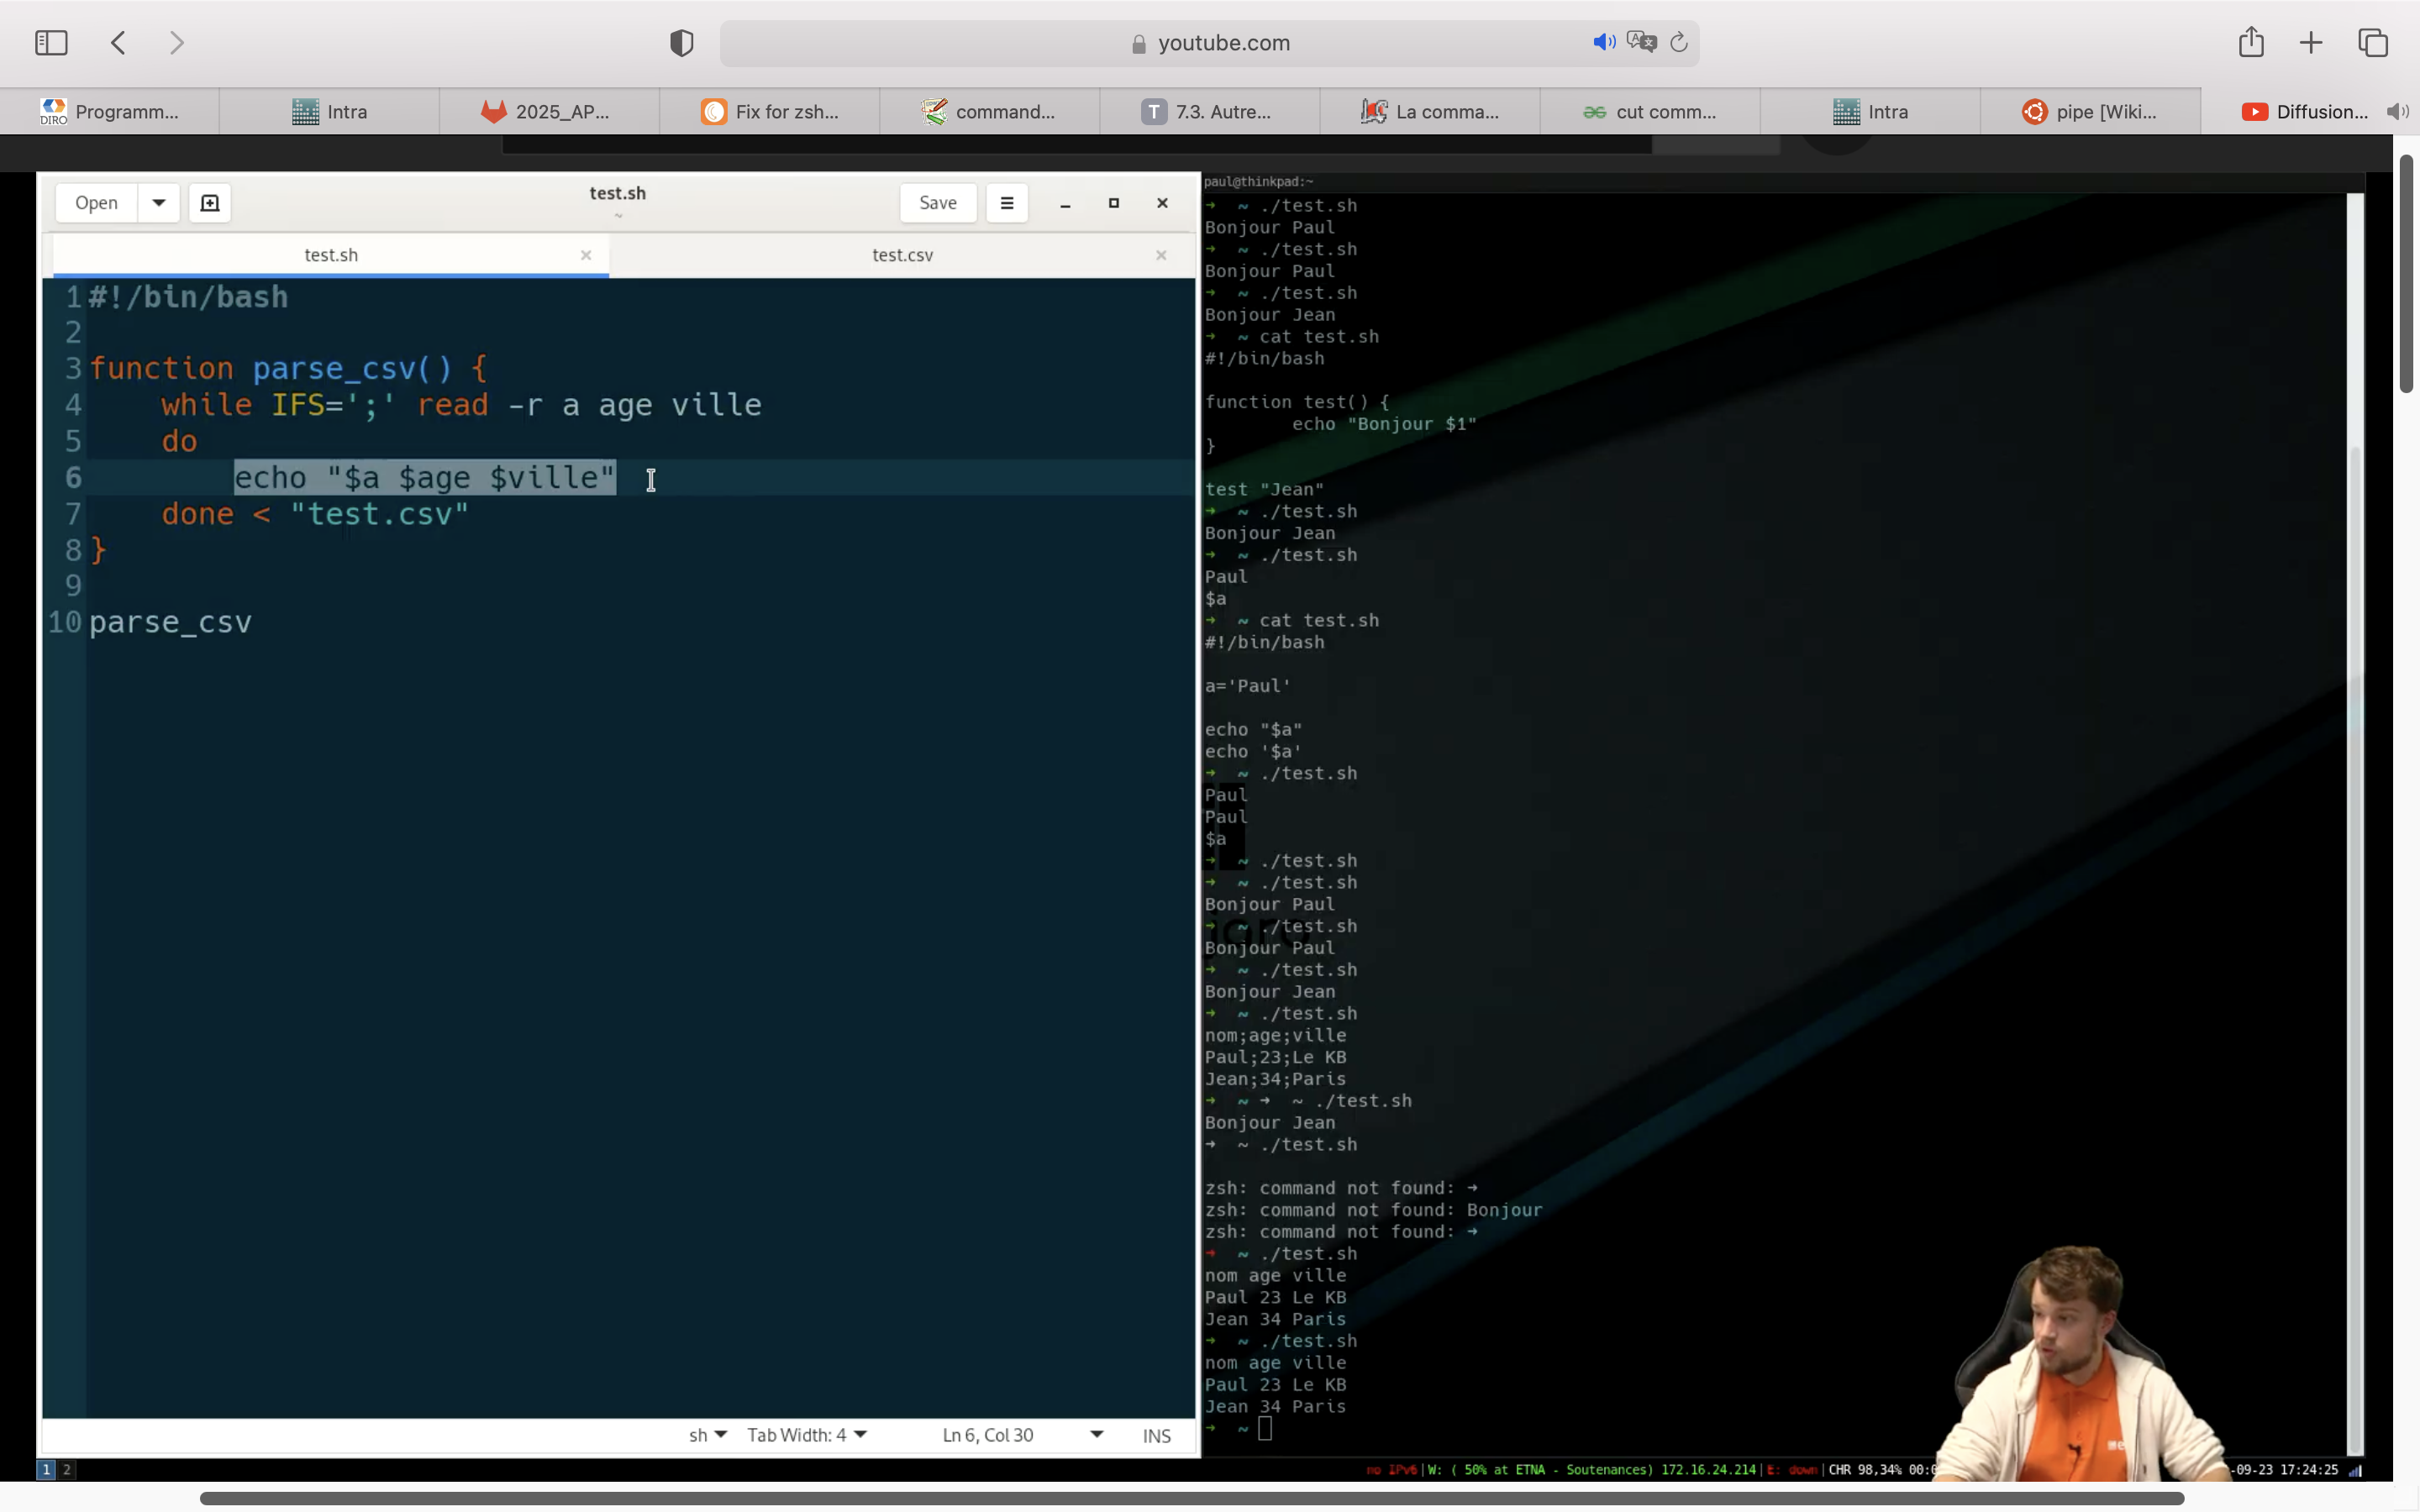 youtube.com
Programm...
Intra
2025_AP...
Fix for zsh...
command...
7.3. Autre...
La comma...
cut comm...
Intra
pipe [Wiki...
Diffusion...
Open
test.sh
~
Save
test.sh
test.csv
1 #!/bin/bash
2
3 function parse_csv() {
4     while IFS=';' read -r a age ville
5     do
6         echo "$a $age $ville"
7     done < "test.csv"
8 }
9
10 parse_csv
sh
Tab Width: 4
Ln 6, Col 30
INS
paul@thinkpad:~
➜  ~ ./test.sh
Bonjour Paul
➜  ~ ./test.sh
Bonjour Paul
➜  ~ ./test.sh
Bonjour Jean
➜  ~ cat test.sh
#!/bin/bash
function test() {
        echo "Bonjour $1"
}
test "Jean"
➜  ~ ./test.sh
Bonjour Jean
➜  ~ ./test.sh
Paul
$a
➜  ~ cat test.sh
#!/bin/bash
a='Paul'
echo "$a"
echo '$a'
➜  ~ ./test.sh
Paul
Paul
$a
➜  ~ ./test.sh
➜  ~ ./test.sh
Bonjour Paul
➜  ~ ./test.sh
Bonjour Paul
➜  ~ ./test.sh
Bonjour Jean
➜  ~ ./test.sh
nom;age;ville
Paul;23;Le KB
Jean;34;Paris
➜  ~ ➜  ~ ./test.sh
Bonjour Jean
➜  ~ ./test.sh
zsh: command not found: ➜
zsh: command not found: Bonjour
zsh: command not found: ➜
➜  ~ ./test.sh
nom age ville
Paul 23 Le KB
Jean 34 Paris
➜  ~ ./test.sh
nom age ville
Paul 23 Le KB
Jean 34 Paris
➜  ~
1 2
no IPv6|W: ( 50% at ETNA - Soutenances) 172.16.24.214|E: down|CHR 98,34% 00:
-09-23 17:24:25